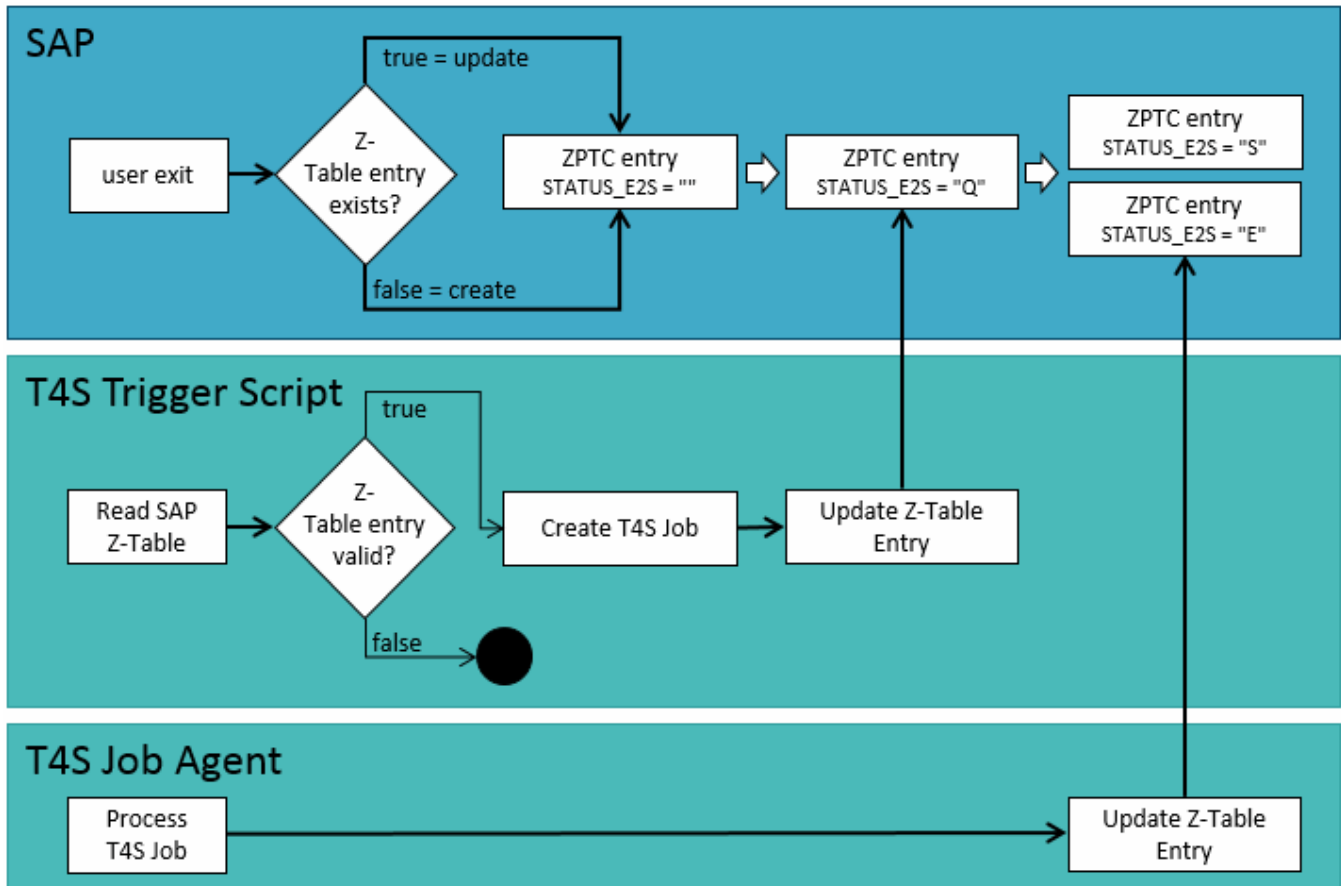 SAP
true = update
user exit
Z-
Table entry
exists?
false = create
ZPTC entry
STATUS_E2S = ""
ZPTC entry
STATUS_E2S = "Q"
ZPTC entry
STATUS_E2S = "S"
ZPTC entry
STATUS_E2S = "E"
T4S Trigger Script
true
Read SAP
Z-Table
Z-
Table entry
valid?
false
Create T4S Job
Update Z-Table
Entry
T4S Job Agent
Process
T4S Job
Update Z-Table
Entry